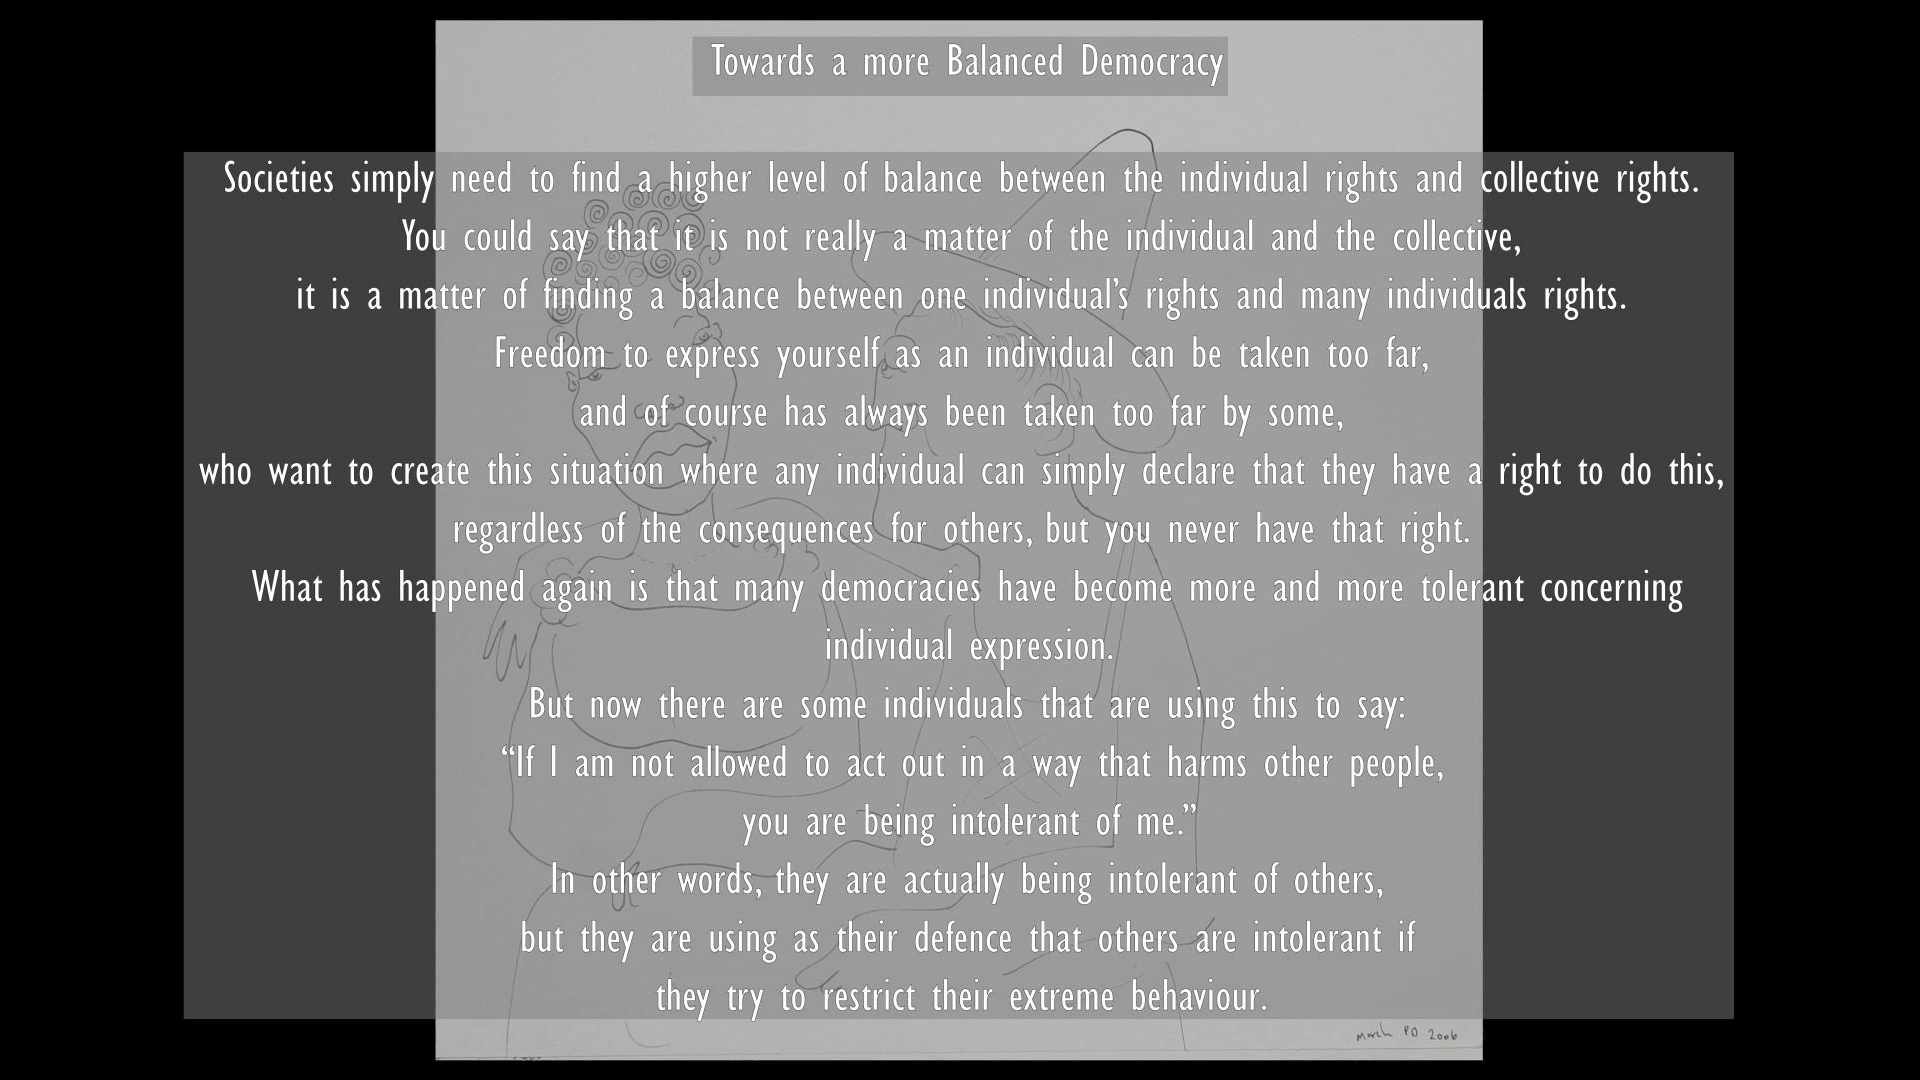 Towards a more Balanced Democracy
Societies simply need to find a higher level of balance between the individual rights and collective rights.
You could say that it is not really a matter of the individual and the collective,
it is a matter of finding a balance between one individual’s rights and many individuals rights.
Freedom to express yourself as an individual can be taken too far,
and of course has always been taken too far by some,
who want to create this situation where any individual can simply declare that they have a right to do this,
regardless of the consequences for others, but you never have that right.
What has happened again is that many democracies have become more and more tolerant concerning
individual expression.
But now there are some individuals that are using this to say:
“If I am not allowed to act out in a way that harms other people,
you are being intolerant of me.”
In other words, they are actually being intolerant of others,
but they are using as their defence that others are intolerant if
they try to restrict their extreme behaviour.
March PD 2006